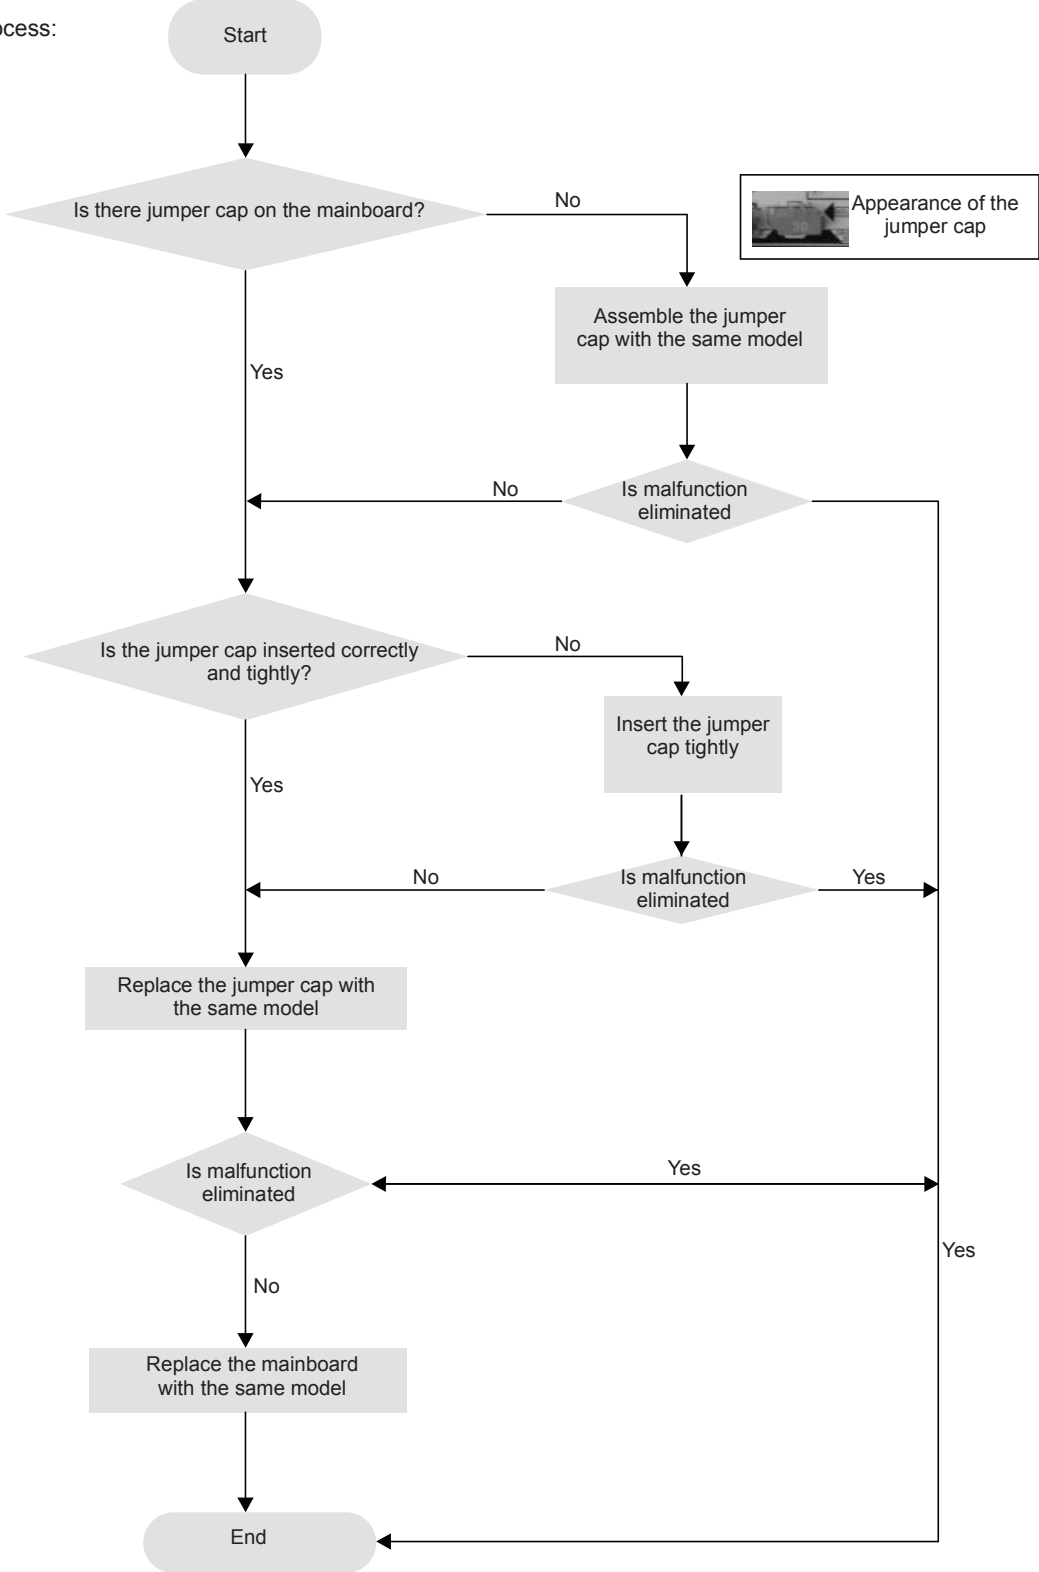 ocess:
Start
Is there jumper cap on the mainboard?
No
Appearance of the
jumper cap
30
Assemble the jumper
cap with the same model
Yes
No
Is malfunction
eliminated
Is the jumper cap inserted correctly
and tightly?
No
Insert the jumper
cap tightly
Yes
No
Is malfunction
eliminated
Yes
Replace the jumper cap with
the same model
Is malfunction
eliminated
Yes
Yes
No
Replace the mainboard
with the same model
End